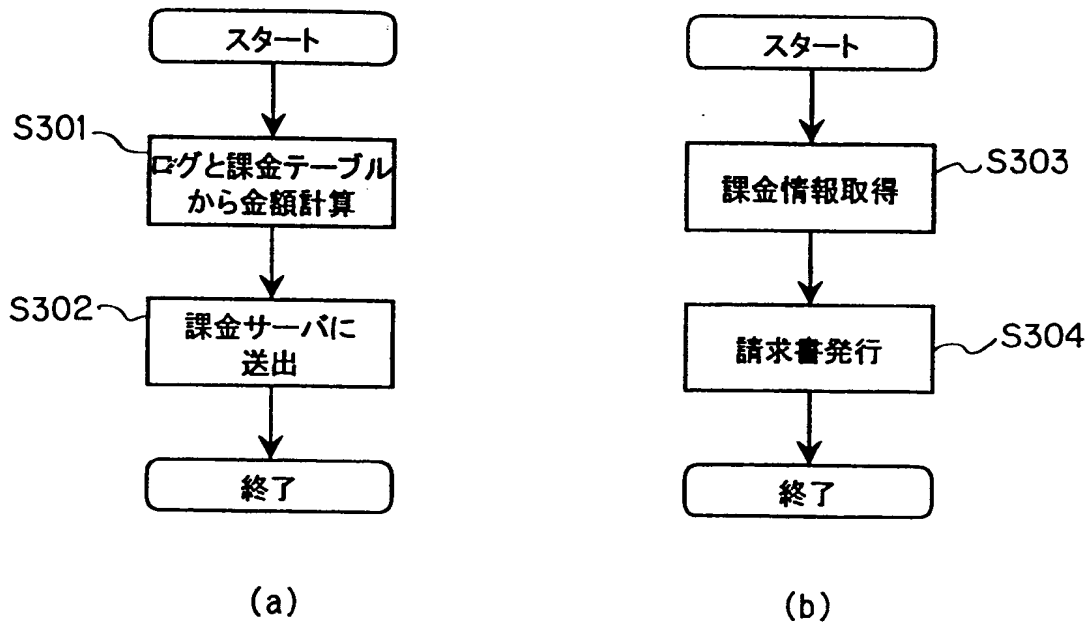 スタート
S301
ログと課金テーブル
から金額計算
S302
課金サーバに
送出
終了
(a)
スタート
S303
課金情報取得
S304
請求書発行
終了
(b)